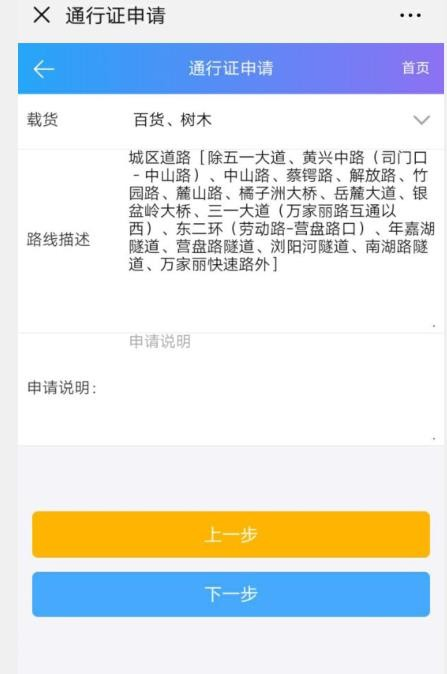 通行证申请
通行证申请 首页
载货 百货、树木
路线描述
城区道路[除五一大道、黄兴中路（司门口
-中山路）、中山路、蔡锷路、解放路、竹
园路、麓山路、橘子洲大桥、岳麓大道、银
盆岭大桥、三一大道（万家丽路互通以
西）、东二环（劳动路-营盘路口）、年嘉湖
隧道、营盘路隧道、浏阳河隧道、南湖路隧
道、万家丽快速路外]
申请说明：
申请说明
上一步
下一步